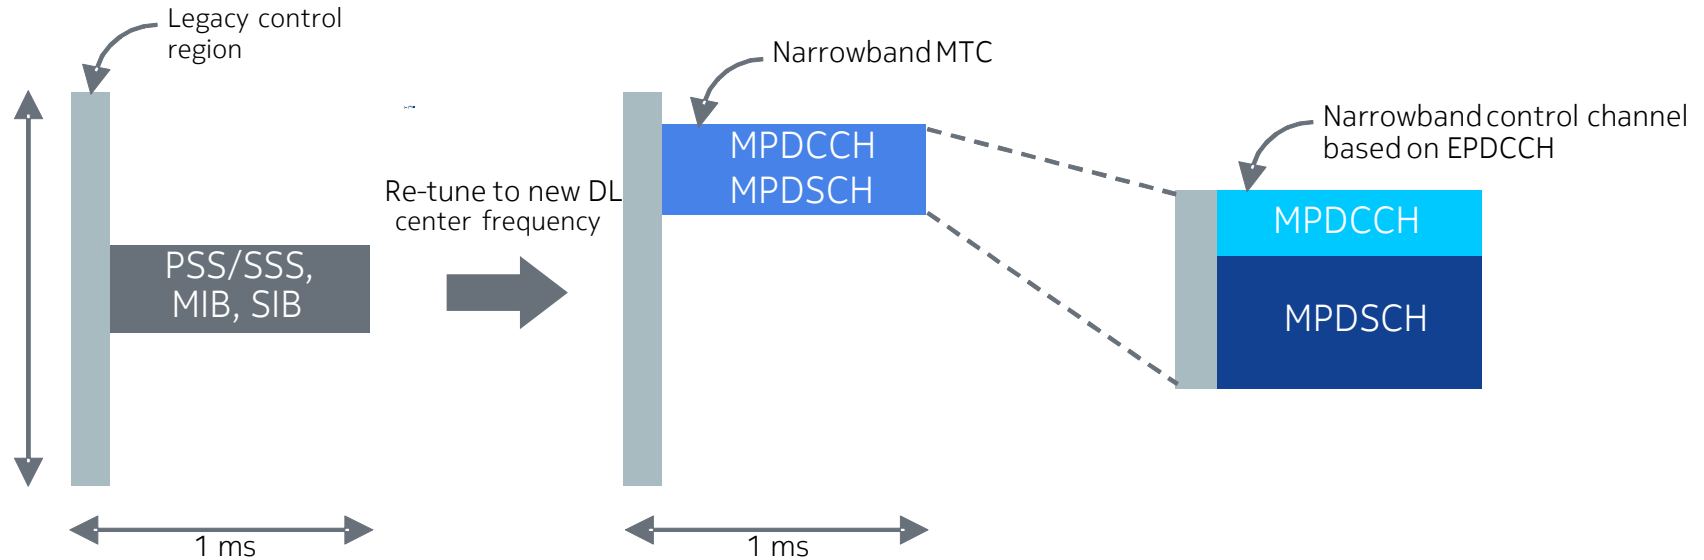 Legacy control
region
PSS/SSS,
MIB, SIB
1 ms
Re-tune to new DL
center frequency
Narrowband MTC
MPDCCH
MPDSCH
1 ms
Narrowband control channel
based on EPDCCH
MPDCCH
MPDSCH